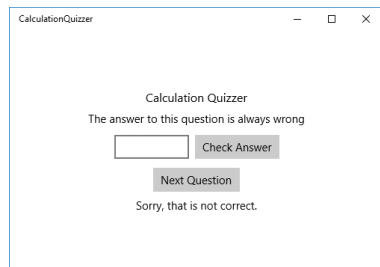 CalculationQuizzer
Calculation Quizzer
The answer to this question is always wrong
Check Answer
Next Question
Sorry, that is not correct.